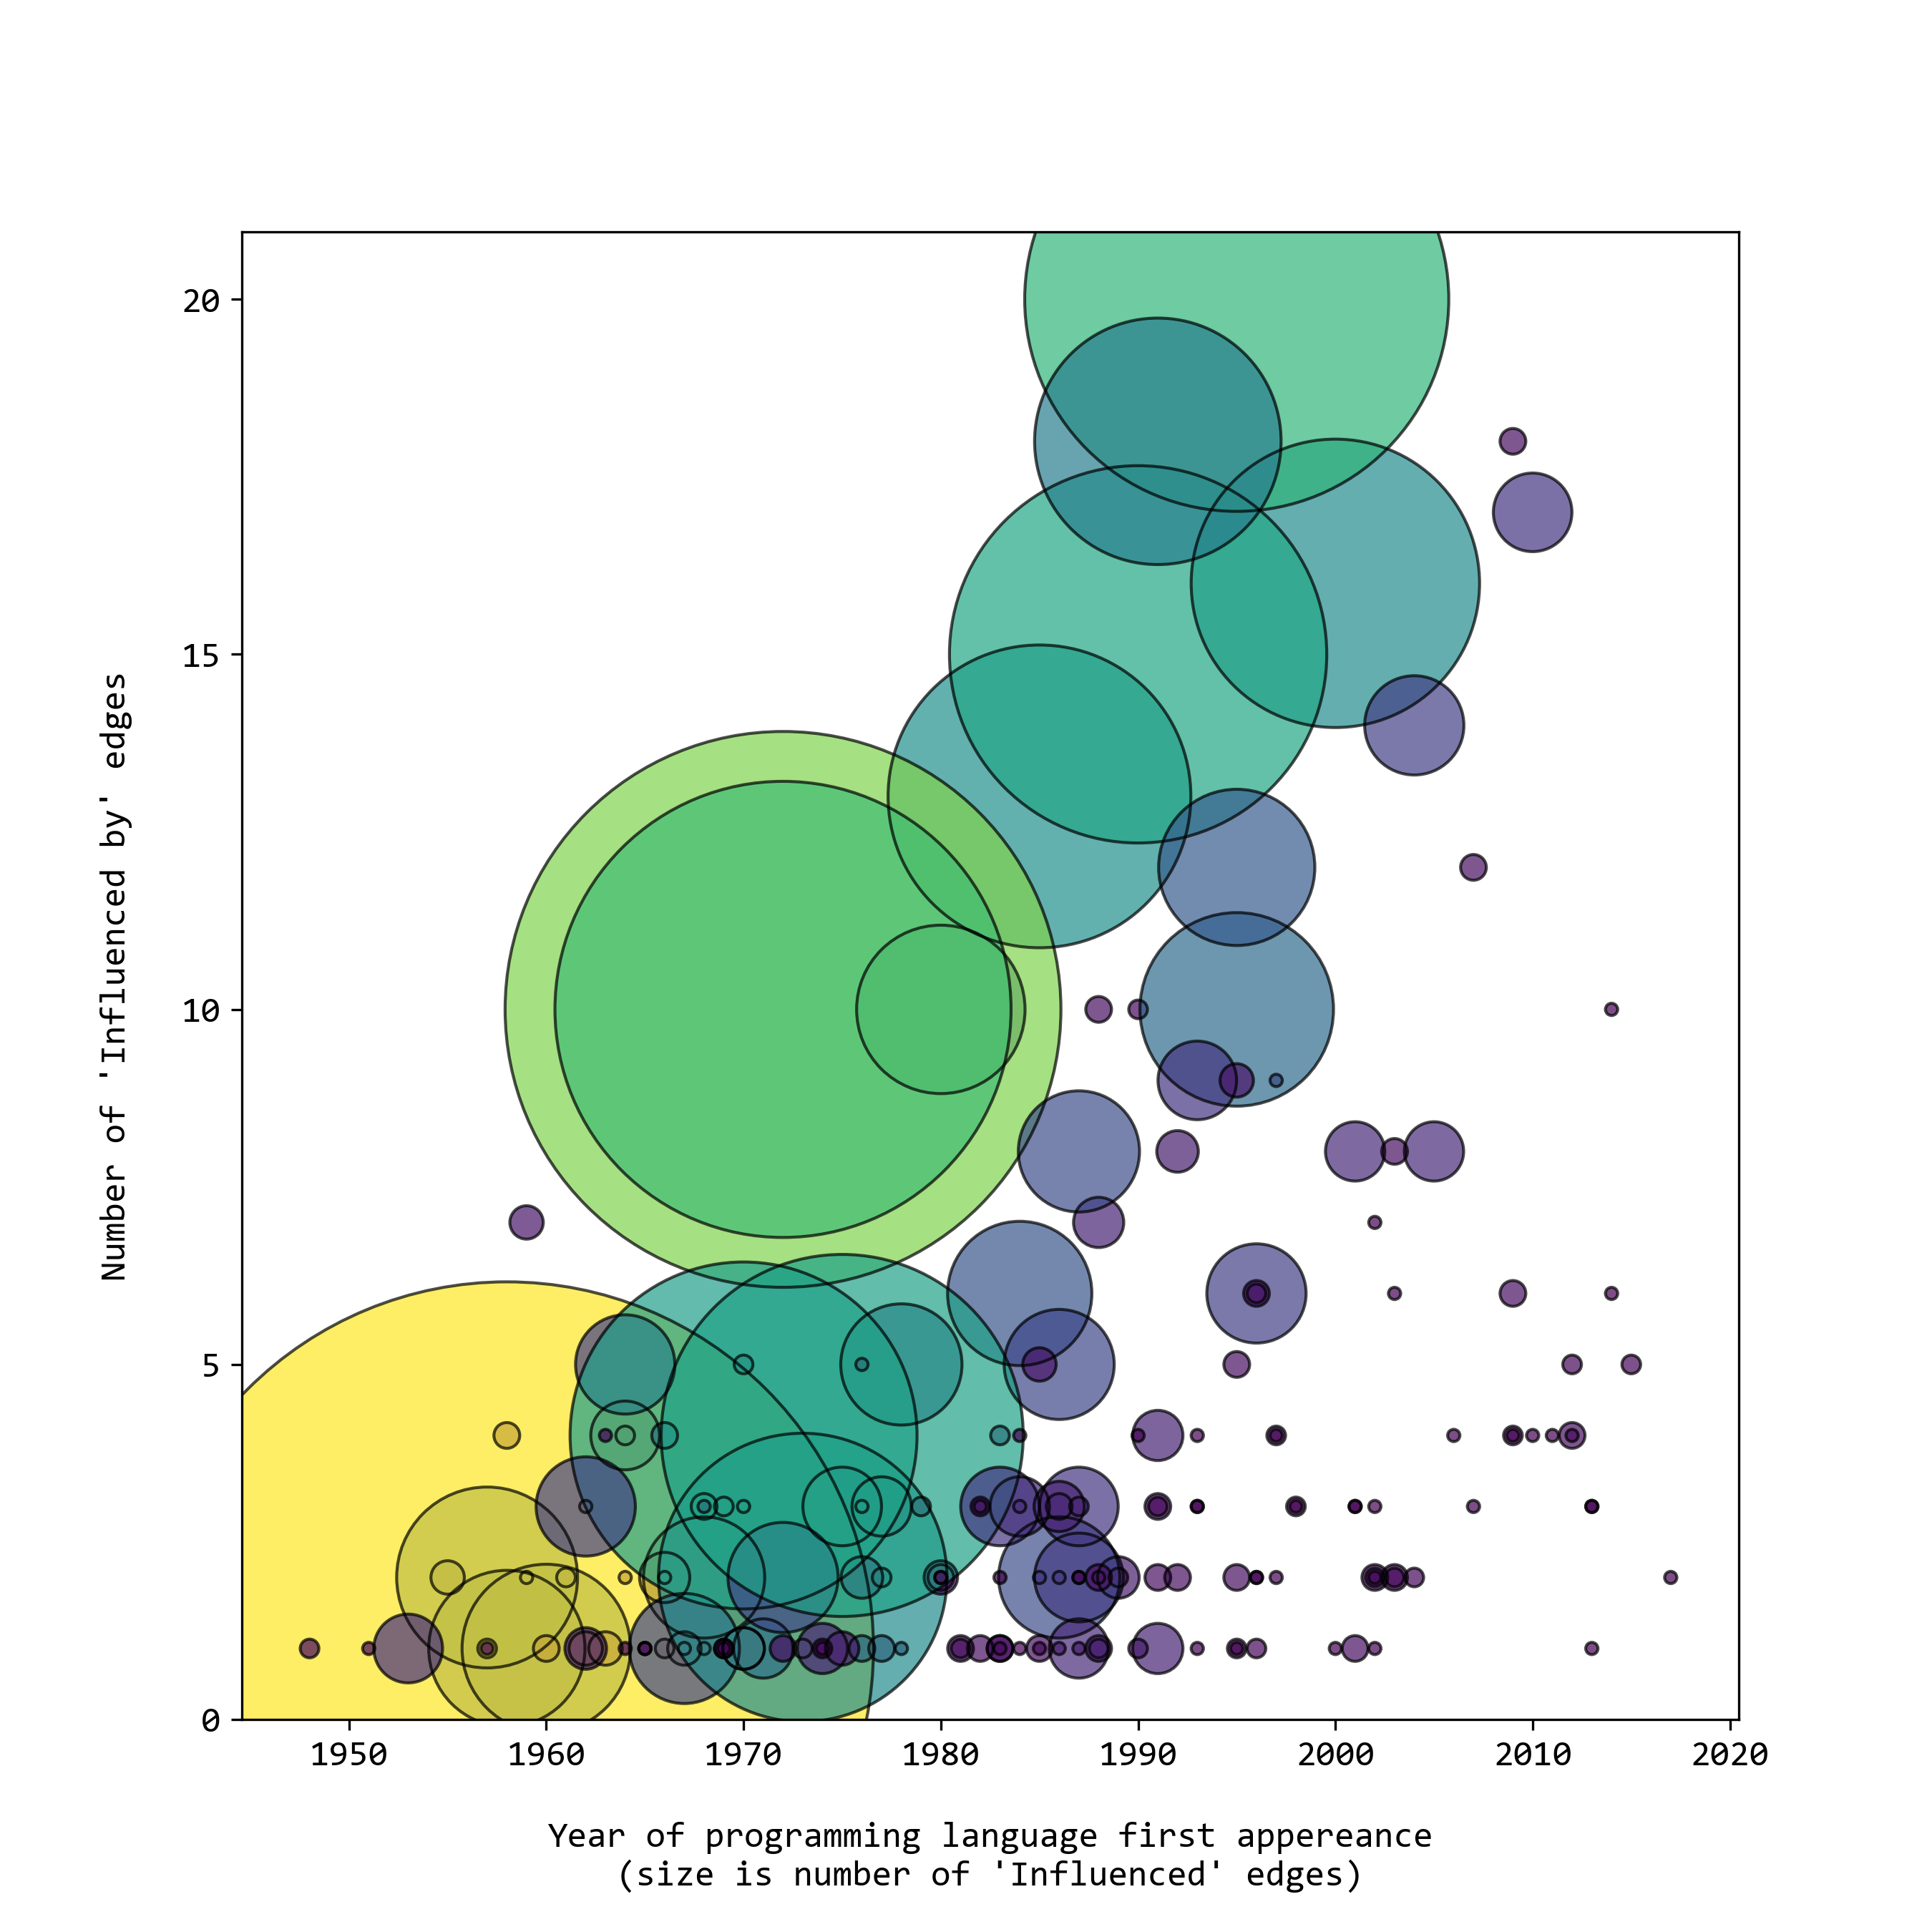 20
15
10
5
0
Number of 'Influenced by' edges
1950 1960 1970 1980 1990 2000 2010 2020
Year of programming language first appereance
(size is number of 'Influenced' edges)